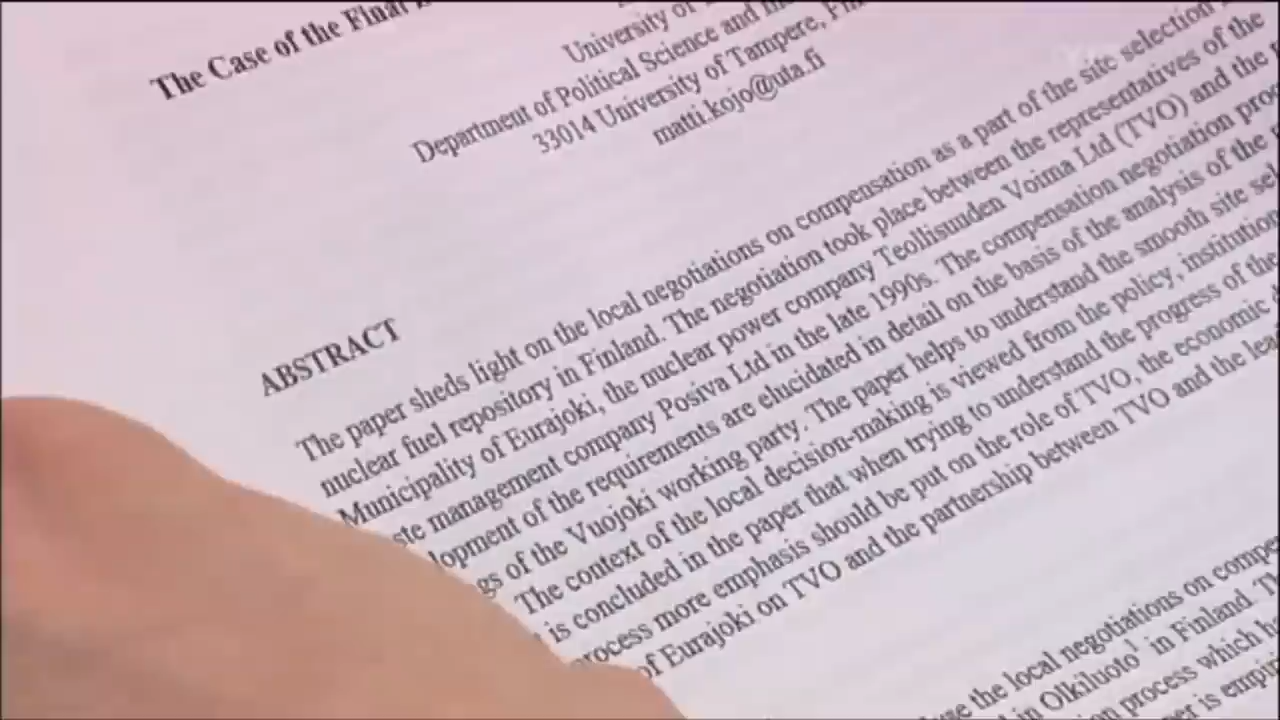 The Case of the Final
University of
Department of Political Science and
33014 University of Tampere,
matti.kojo@uta.fi
ABSTRACT
The paper sheds light on the local negotiations on compensation as a part of the site selection
nuclear fuel repository in Finland. The negotiation took place between the representatives of the
Municipality of Eurajoki, the nuclear power company Teollisuuden Voima Ltd (TVO) and the
ste management company Posiva Ltd in the late 1990s. The compensation negotiation proc
lopment of the requirements are elucidated in detail on the basis of the analysis of the
gs of the Vuojoki working party. The paper helps to understand the smooth site sel
The context of the local decision-making is viewed from the policy, institution
is concluded in the paper that when trying to understand the progress of the
rocess more emphasis should be put on the role of TVO, the economic
of Eurajoki on TVO and the partnership between TVO and the lea
use the local negotiations on compe
in Olkiluoto¹ in Finland. Th
on process which h
er is empir